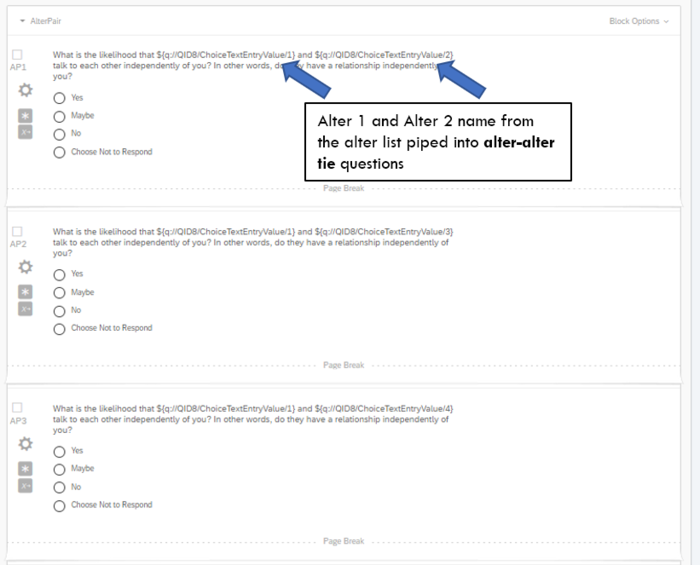 AlterPair
Block Options
AP1
What is the likelihood that ${q://QID8/ChoiceTextEntryValue/1} and ${q://QID8/ChoiceTextEntryValue/2}
talk to each other independently of you? In other words, have a relationship independently
you?
Yes
Maybe
No
Choose Not to Respond
Alter 1 and Alter 2 name from
the alter list piped into alter-alter
tie questions
Page Break
AP2
What is the likelihood that ${q://QID8/ChoiceTextEntryValue/1} and ${q://QID8/ChoiceTextEntryValue/3}
talk to each other independently of you? In other words, do they have a relationship independently of
you?
Yes
Maybe
No
Choose Not to Respond
Page Break
AP3
What is the likelihood that ${q://QID8/ChoiceTextEntryValue/1} and ${q://QID8/ChoiceTextEntryValue/4}
talk to each other independently of you? In other words, do they have a relationship independently of
you?
Yes
Maybe
No
Choose Not to Respond
Page Break